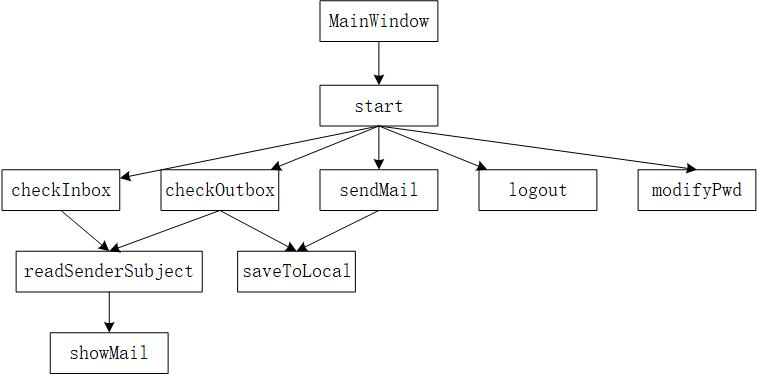 MainWindow
start
checkInbox
checkOutbox
sendMail
logout
modifyPwd
readSenderSubject
saveToLocal
showMail